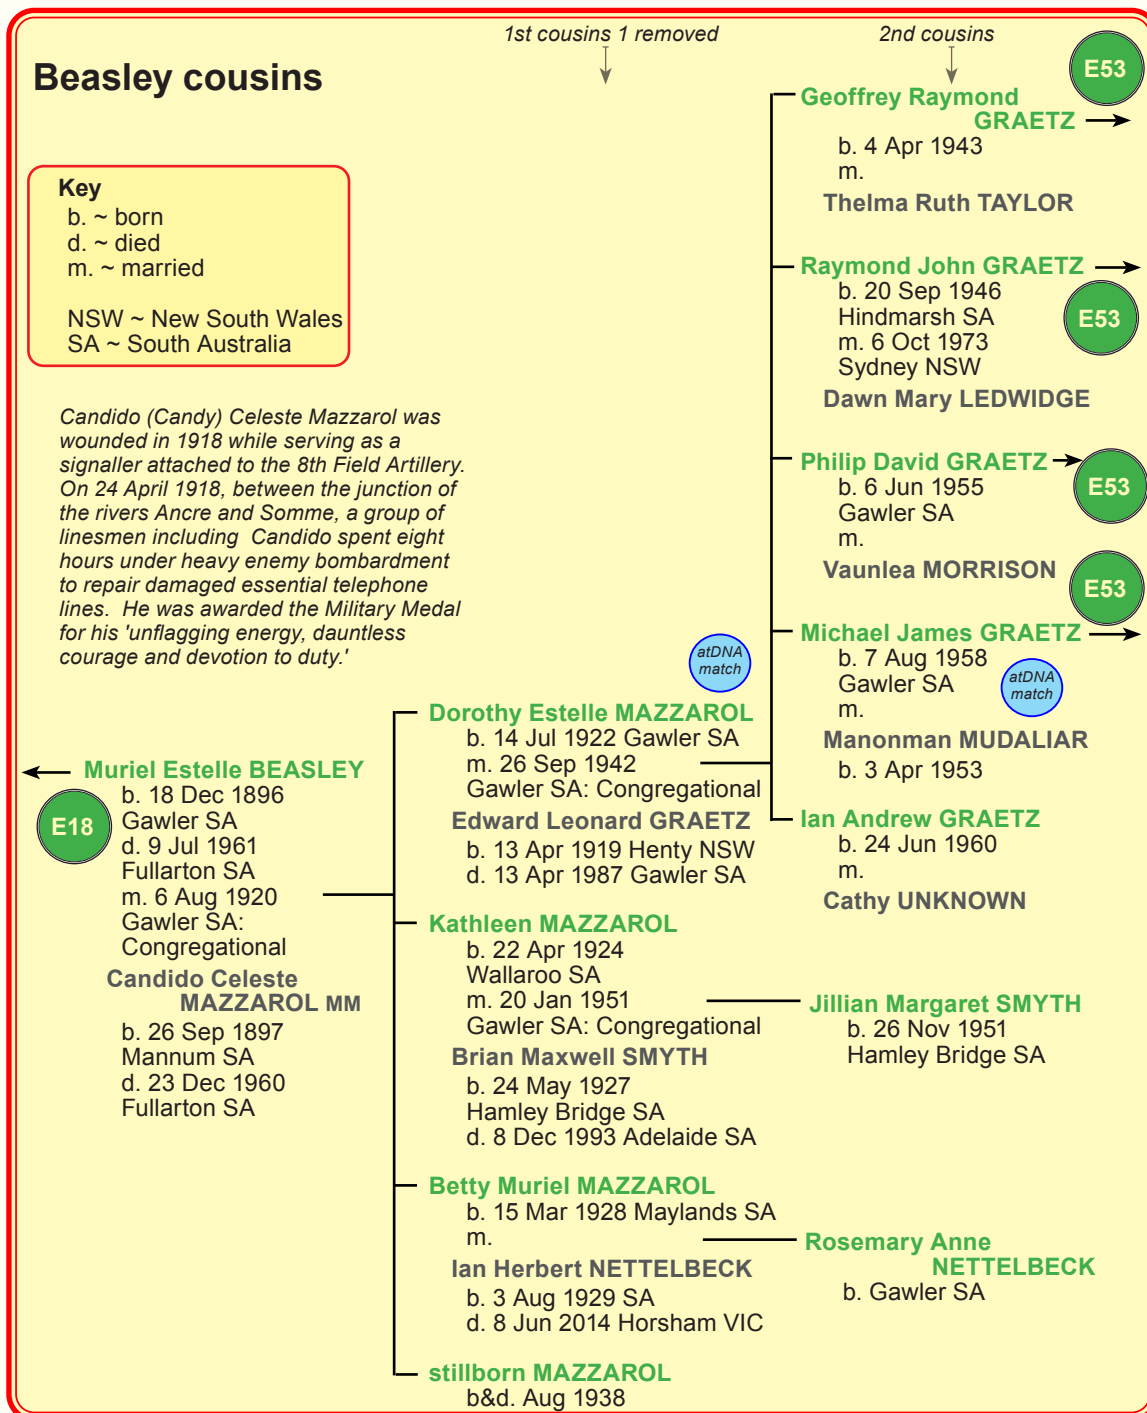 Beasley cousins
1st cousins 1 removed
2nd cousins
Key
b. ~ born
d. ~ died
m. ~ married
NSW ~ New South Wales
SA ~ South Australia
Candido (Candy) Celeste Mazzarol was
wounded in 1918 while serving as a
signaller attached to the 8th Field Artillery.
On 24 April 1918, between the junction of
the rivers Ancre and Somme, a group of
linesmen including  Candido spent eight
hours under heavy enemy bombardment
to repair damaged essential telephone
lines.  He was awarded the Military Medal
for his 'unflagging energy, dauntless
courage and devotion to duty.'
Muriel Estelle BEASLEY
E18
b. 18 Dec 1896
Gawler SA
d. 9 Jul 1961
Fullarton SA
m. 6 Aug 1920
Gawler SA:
Congregational
Candido Celeste
MAZZAROL MM
b. 26 Sep 1897
Mannum SA
d. 23 Dec 1960
Fullarton SA
atDNA
match
Dorothy Estelle MAZZAROL
b. 14 Jul 1922 Gawler SA
m. 26 Sep 1942
Gawler SA: Congregational
Edward Leonard GRAETZ
b. 13 Apr 1919 Henty NSW
d. 13 Apr 1987 Gawler SA
Kathleen MAZZAROL
b. 22 Apr 1924
Wallaroo SA
m. 20 Jan 1951
Gawler SA: Congregational
Brian Maxwell SMYTH
b. 24 May 1927
Hamley Bridge SA
d. 8 Dec 1993 Adelaide SA
Betty Muriel MAZZAROL
b. 15 Mar 1928 Maylands SA
m.
Ian Herbert NETTELBECK
b. 3 Aug 1929 SA
d. 8 Jun 2014 Horsham VIC
stillborn MAZZAROL
b&d. Aug 1938
E53
Geoffrey Raymond
GRAETZ
b. 4 Apr 1943
m.
Thelma Ruth TAYLOR
Raymond John GRAETZ
b. 20 Sep 1946
Hindmarsh SA
E53
m. 6 Oct 1973
Sydney NSW
Dawn Mary LEDWIDGE
Philip David GRAETZ
E53
b. 6 Jun 1955
Gawler SA
m.
Vaunlea MORRISON
E53
Michael James GRAETZ
b. 7 Aug 1958
Gawler SA
atDNA
match
m.
Manonman MUDALIAR
b. 3 Apr 1953
Ian Andrew GRAETZ
b. 24 Jun 1960
m.
Cathy UNKNOWN
Jillian Margaret SMYTH
b. 26 Nov 1951
Hamley Bridge SA
Rosemary Anne
NETTELBECK
b. Gawler SA